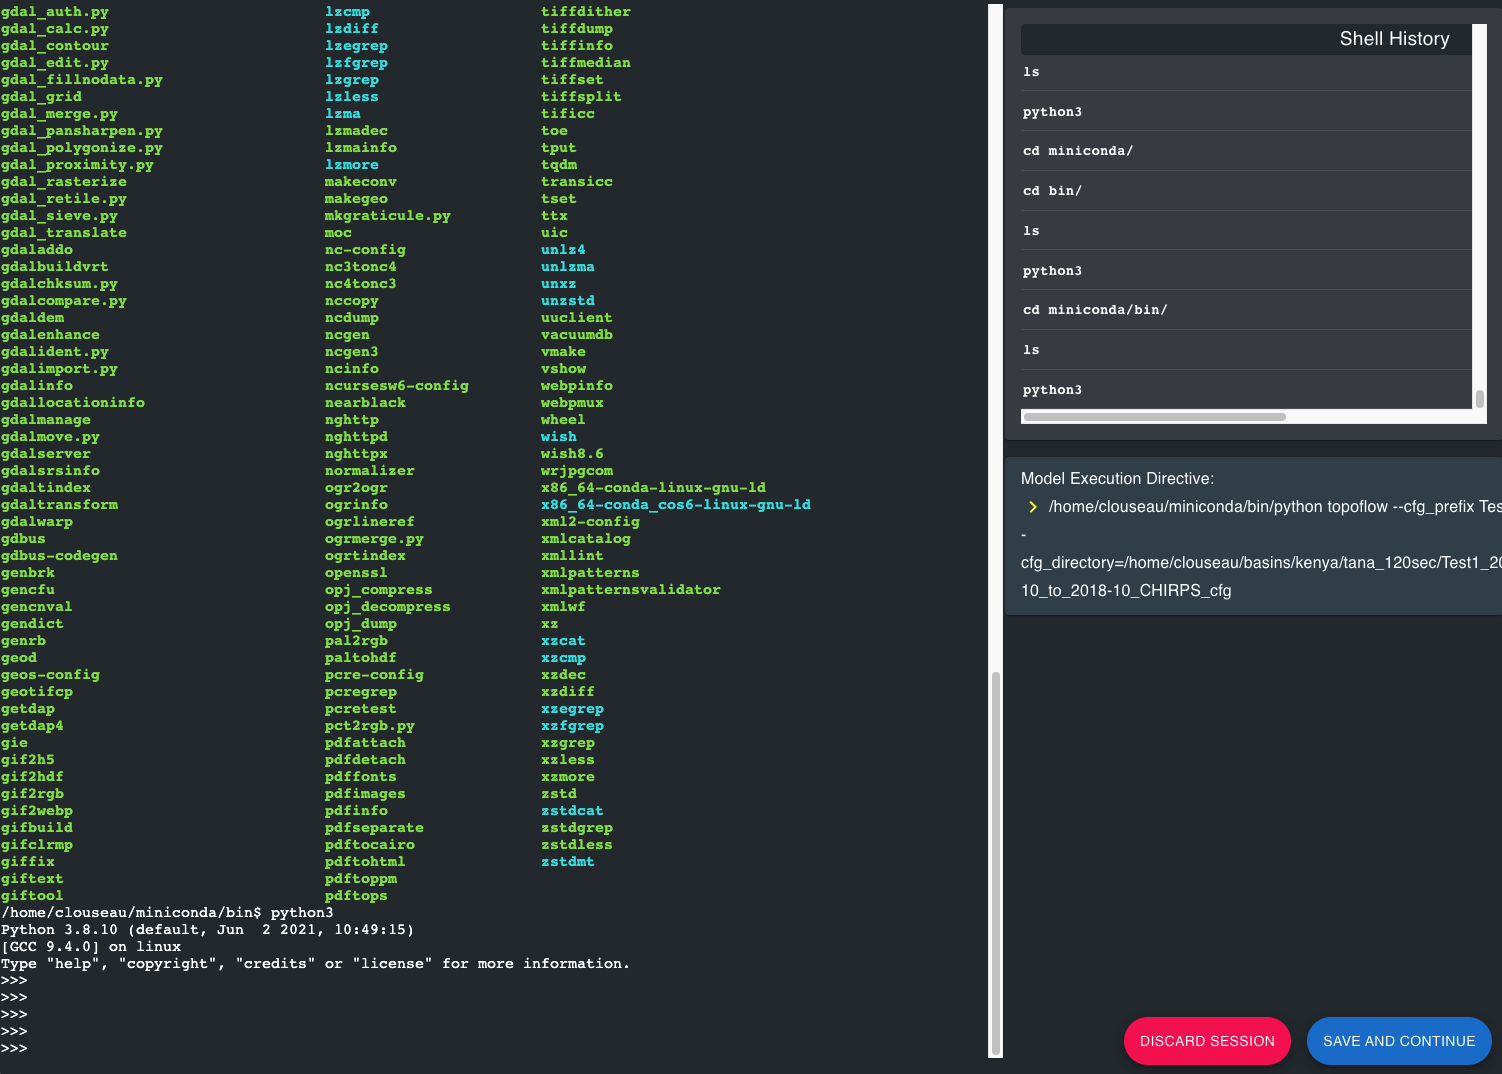 gdal_auth.py lzcmp tiffdither
gdal_calc.py lzdiff tiffdump
gdal_contour lzegrep tiffinfo
gdal_edit.py lzfgrep tiffmedian
gdal_fillnodata.py lzgrep tiffset
gdal_grid lzless tiffsplit
gdal_merge.py lzma tificc
gdal_pansharpen.py lzmadec toe
gdal_polygonize.py lzmainfo tput
gdal_proximity.py lzmore tqdm
gdal_rasterize makeconv transicc
gdal_retile.py makegeo tset
gdal_sieve.py mkgraticule.py ttx
gdal_translate moc uic
gdaladdo nc-config unlz4
gdalbuildvrt nc3tonc4 unlzma
gdalchksum.py nc4tonc3 unxz
gdalcompare.py nccopy unzstd
gdaldem ncdump uuclient
gdalenhance ncgen vacuumdb
gdalident.py ncgen3 vmake
gdalimport.py ncinfo vshow
gdalinfo ncursesw6-config webpinfo
gdallocationinfo nearblack webpmux
gdalmanage nghttp wheel
gdalmove.py nghttpd wish
gdalserver nghttpx wish8.6
gdalsrsinfo normalizer wrjpgcom
gdaltindex ogr2ogr x86_64-conda-linux-gnu-ld
gdaltransform ogrinfo x86_64-conda_cos6-linux-gnu-ld
gdalwarp ogrlineref xml2-config
gdbus ogrmerge.py xmlcatalog
gdbus-codegen ogrtindex xmllint
genbrk openssl xmlpatterns
gencfu opj_compress xmlpatternsvalidator
gencnval opj_decompress xmlwf
gendict opj_dump xz
genrb pal2rgb xzcat
geod paltohdf xzcmp
geos-config pcre-config xzdec
geotifcp pcregrep xzdiff
getdap pcretest xzegrep
getdap4 pct2rgb.py xzfgrep
gie pdfattach xzgrep
gif2h5 pdfdetach xzless
gif2hdf pdffonts xzmore
gif2rgb pdfimages zstd
gif2webp pdfinfo zstdcat
gifbuild pdfseparate zstdgrep
gifclrmp pdftocairo zstdless
giffix pdftohtml zstdmt
giftext pdftoppm
giftool pdftops
/home/clouseau/miniconda/bin$ python3
Python 3.8.10 (default, Jun  2 2021, 10:49:15)
[GCC 9.4.0] on linux
Type "help", "copyright", "credits" or "license" for more information.
>>>
>>>
>>>
>>>
>>>
Shell History
ls
python3
cd miniconda/
cd bin/
ls
python3
cd miniconda/bin/
ls
python3
Model Execution Directive:
/home/clouseau/miniconda/bin/python topoflow --cfg_prefix Tes
-
cfg_directory=/home/clouseau/basins/kenya/tana_120sec/Test1_20
10_to_2018-10_CHIRPS_cfg
DISCARD SESSION
SAVE AND CONTINUE